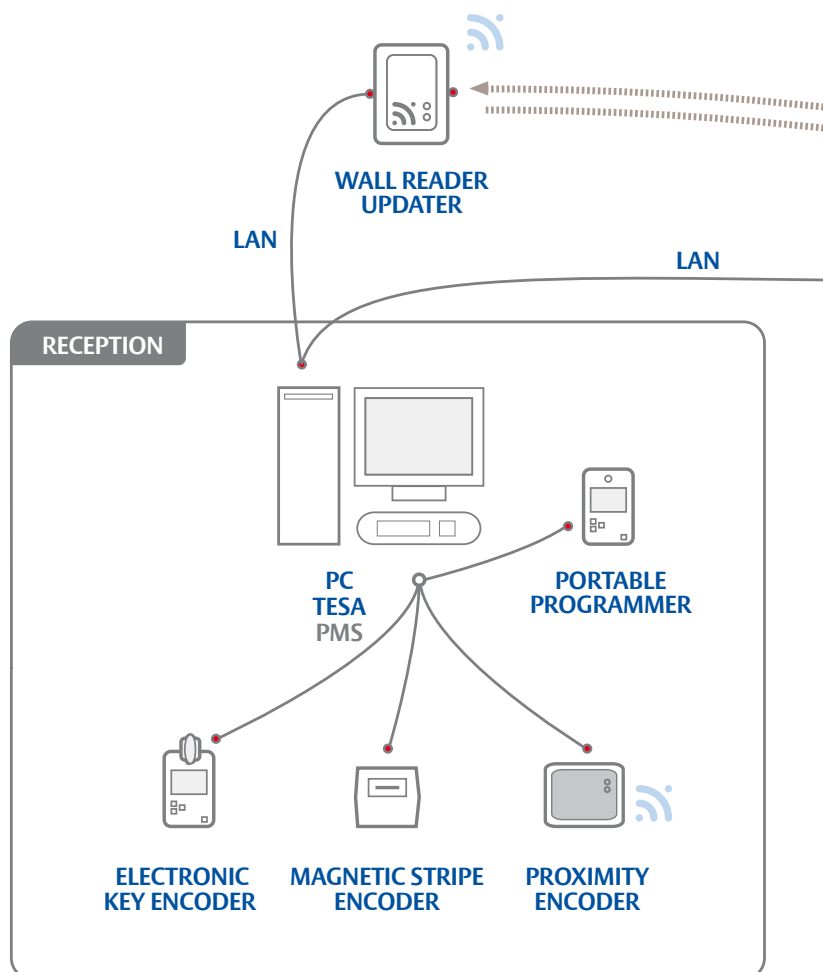 WALL READER
UPDATER
LAN
LAN
RECEPTION
PC
TESA
PMS
PORTABLE
PROGRAMMER
ELECTRONIC
KEY ENCODER
MAGNETIC STRIPE
ENCODER
PROXIMITY
ENCODER